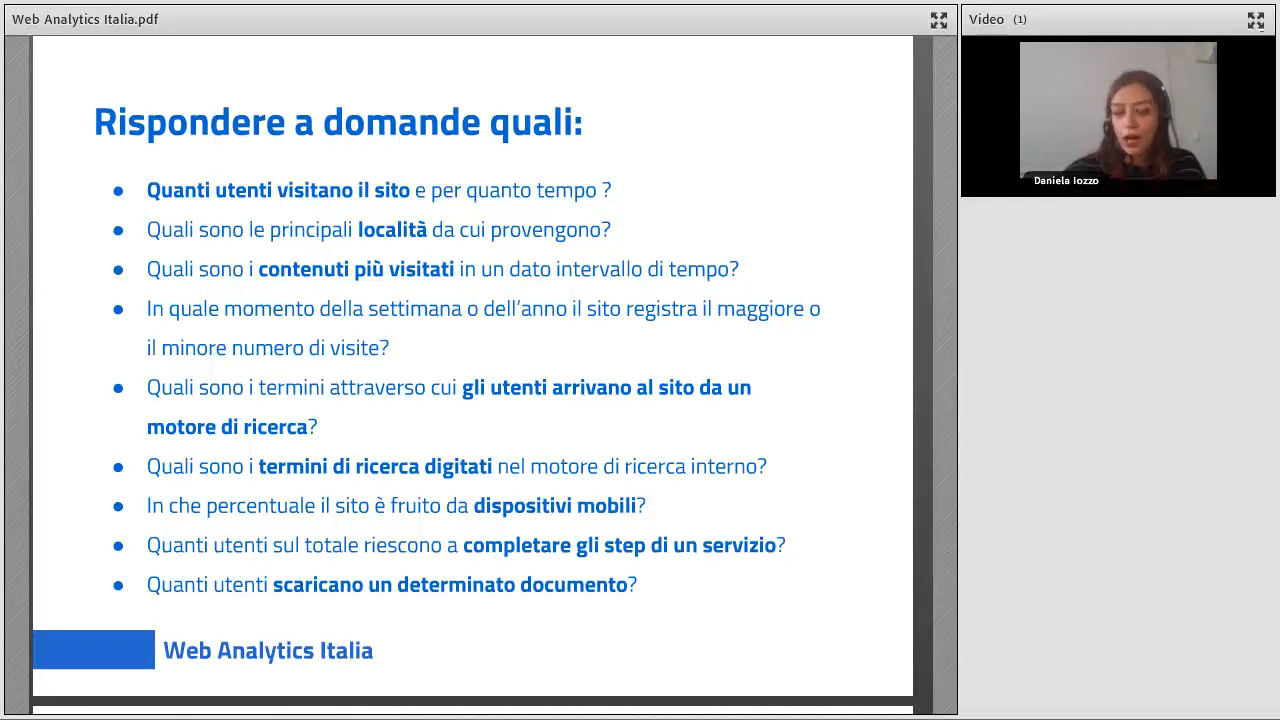 Web Analytics Italia.pdf
Video (1)
Daniela Iozzo
Rispondere a domande quali:
● Quanti utenti visitano il sito e per quanto tempo ?
● Quali sono le principali località da cui provengono?
● Quali sono i contenuti più visitati in un dato intervallo di tempo?
● In quale momento della settimana o dell’anno il sito registra il maggiore o
il minore numero di visite?
● Quali sono i termini attraverso cui gli utenti arrivano al sito da un
motore di ricerca?
● Quali sono i termini di ricerca digitati nel motore di ricerca interno?
● In che percentuale il sito è fruito da dispositivi mobili?
● Quanti utenti sul totale riescono a completare gli step di un servizio?
● Quanti utenti scaricano un determinato documento?
Web Analytics Italia